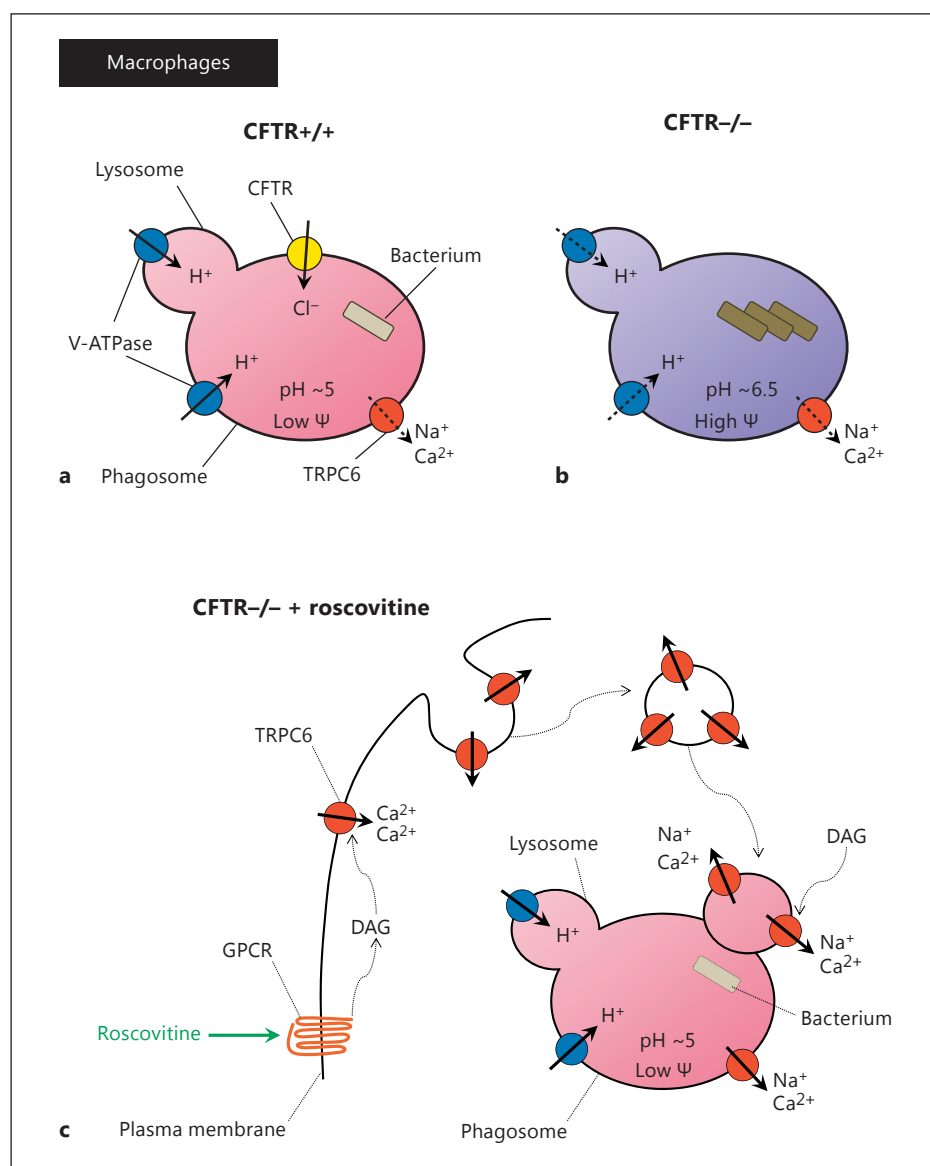 Macrophages
CFTR+/+
CFTR–/–
Lysosome
CFTR
Bacterium
H⁺
Cl⁻
V-ATPase
H⁺
pH ~5
Low Ψ
Na⁺
Ca²⁺
TRPC6
Phagosome
a
H⁺
H⁺
pH ~6.5
High Ψ
Na⁺
Ca²⁺
b
CFTR–/– + roscovitine
TRPC6
Ca²⁺
Ca²⁺
DAG
GPCR
Roscovitine
Plasma membrane
c
Lysosome
Na⁺
Ca²⁺
DAG
H⁺
Na⁺
Ca²⁺
H⁺
Bacterium
pH ~5
Low Ψ
Na⁺
Ca²⁺
Phagosome